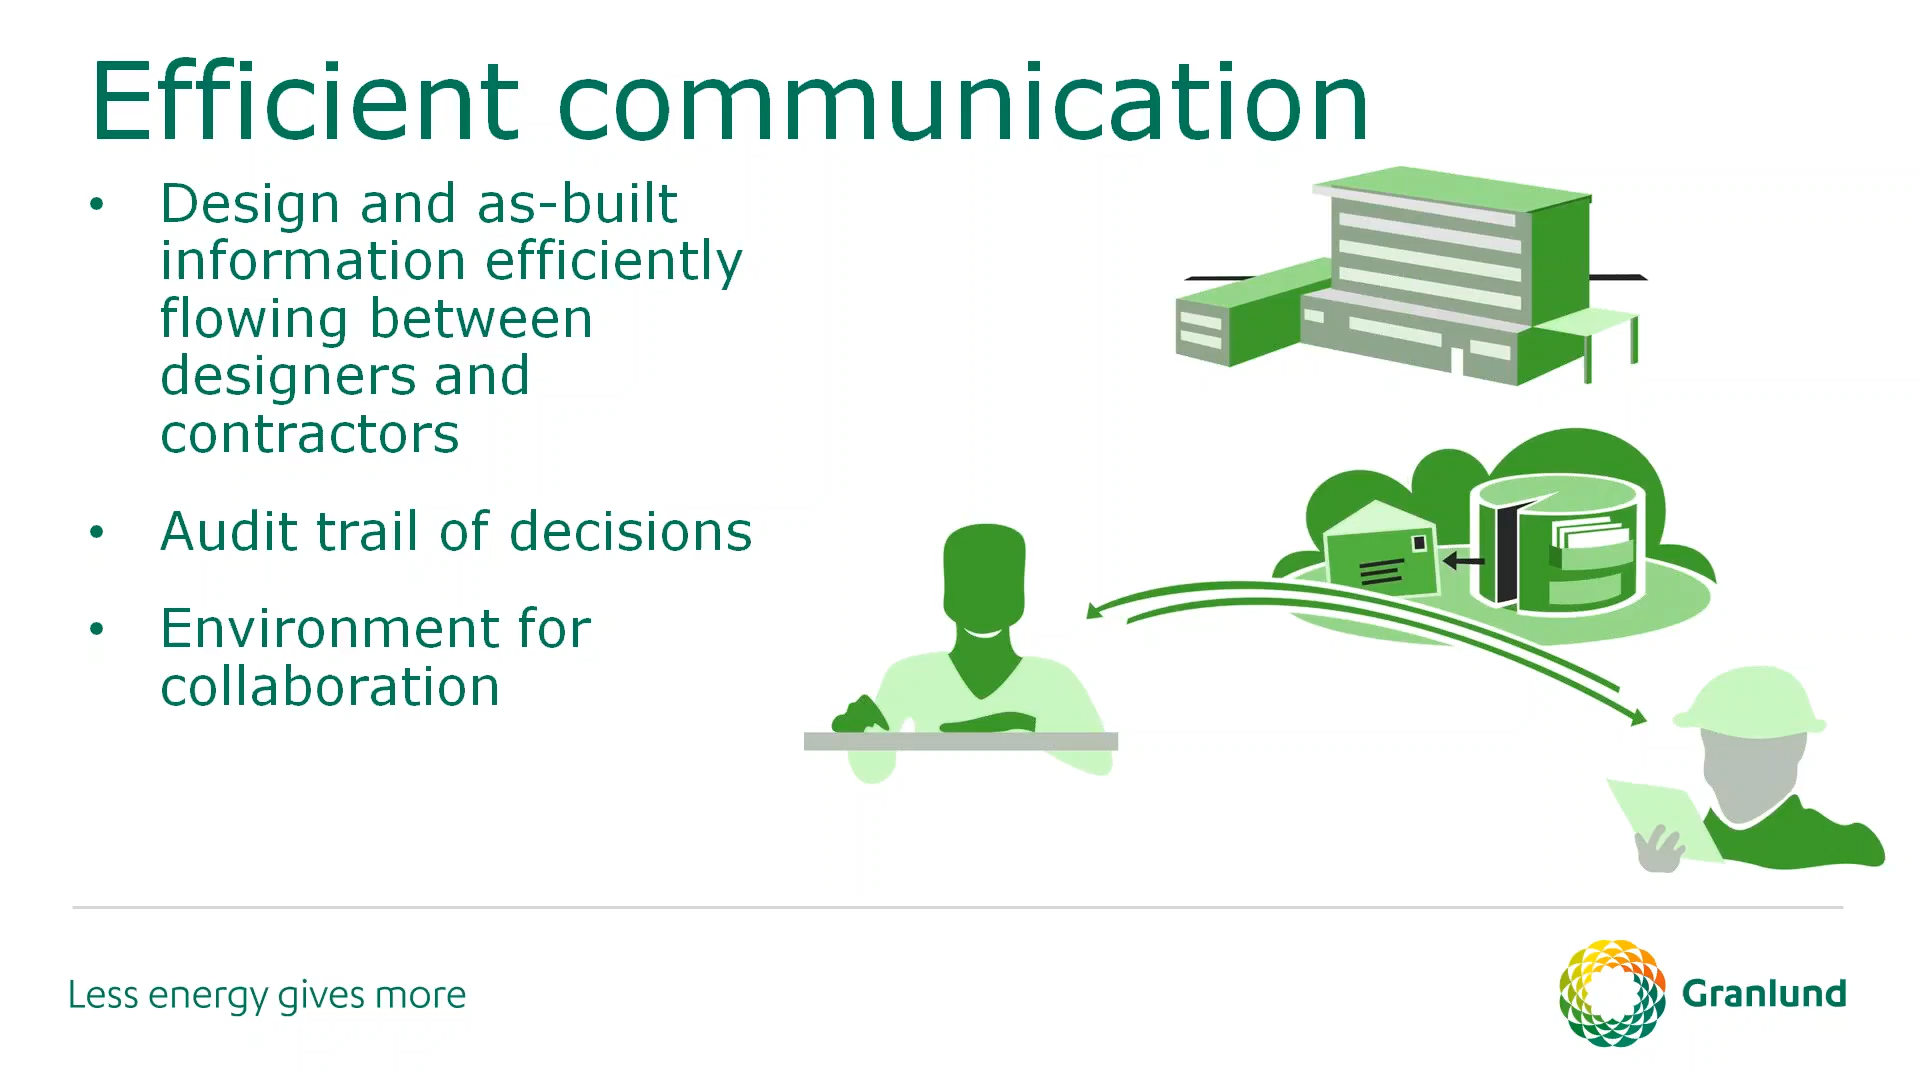 Efficient communication
• Design and as-built
information efficiently
flowing between
designers and
contractors
• Audit trail of decisions
• Environment for
collaboration
Less energy gives more
Granlund